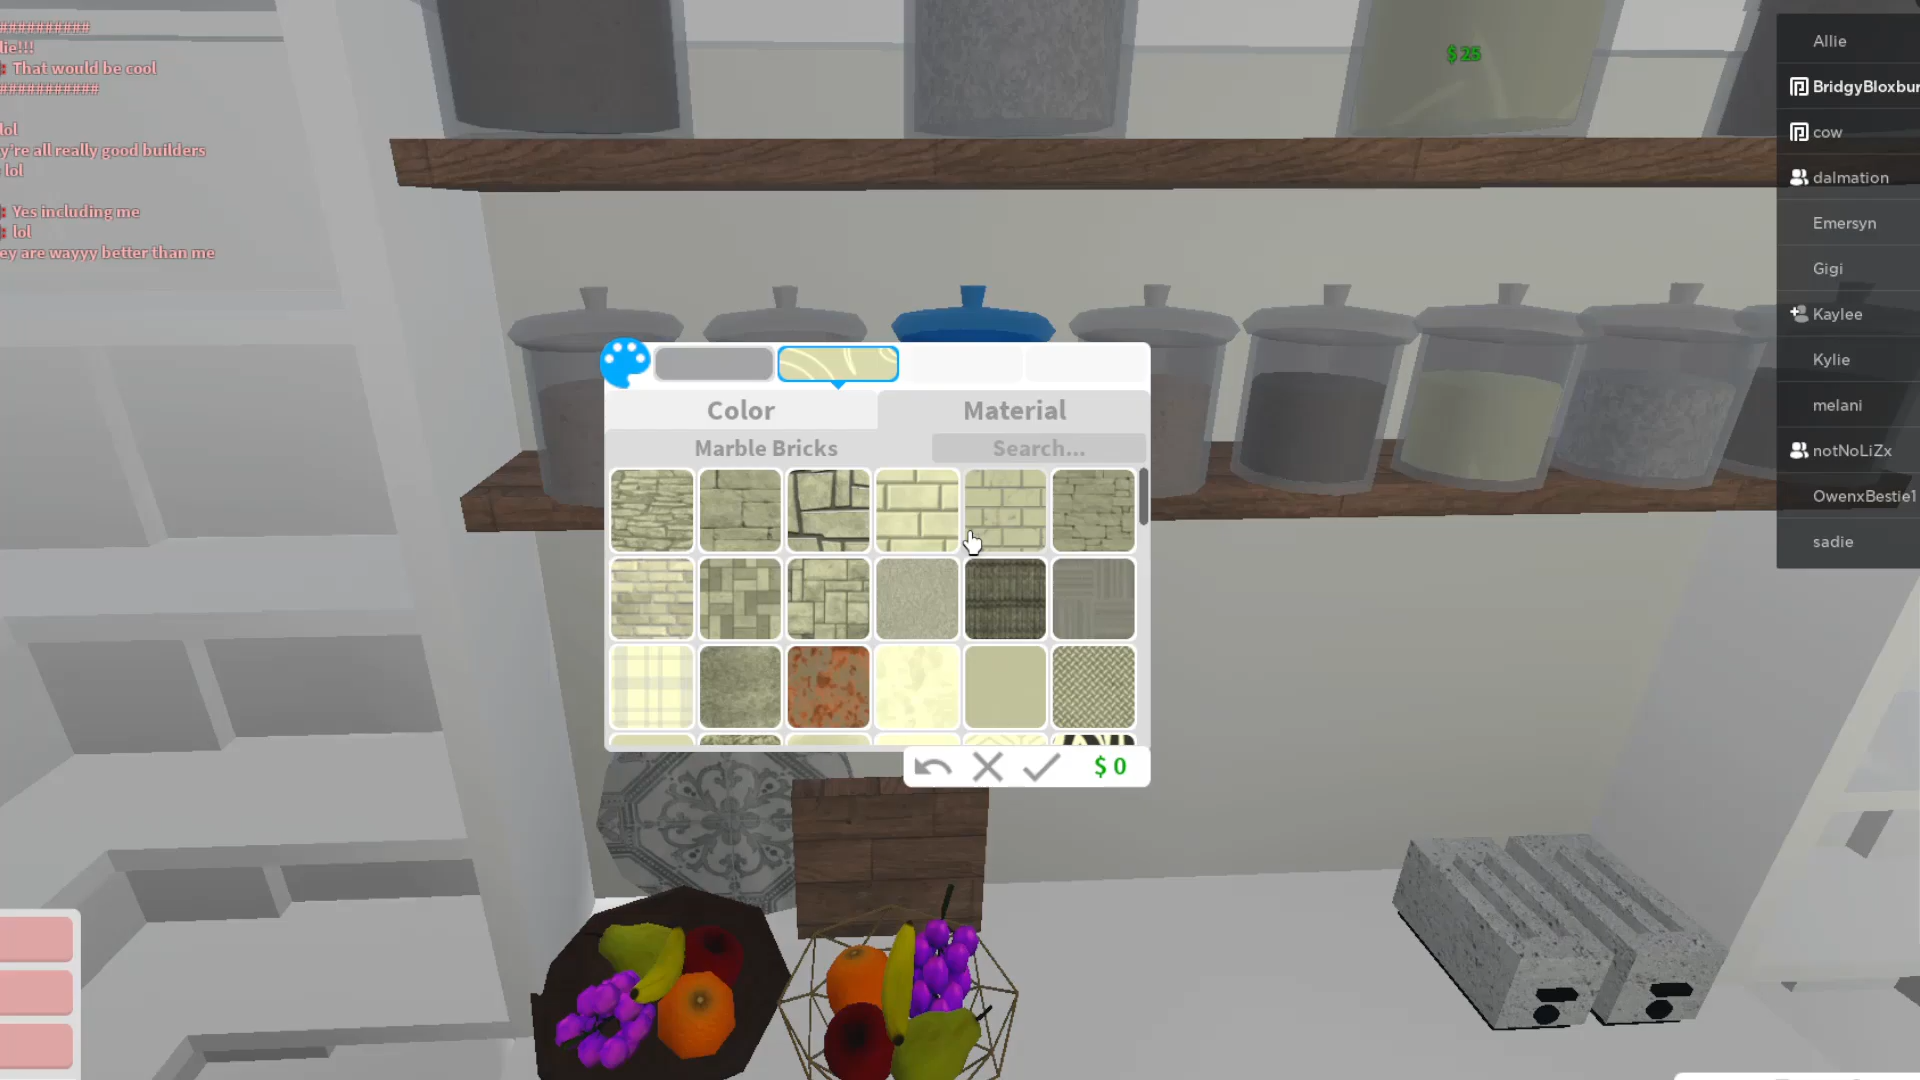 ###########
lie!!!
: That would be cool
############
lol
y're all really good builders
lol
: Yes including me
: lol
ey are wayyy better than me
$ 25
Allie
BridgyBloxbur
cow
dalmation
Emersyn
Gigi
Kaylee
Kylie
melani
notNoLiZx
OwenxBestie1
sadie
Color
Material
Marble Bricks
Search...
$ 0